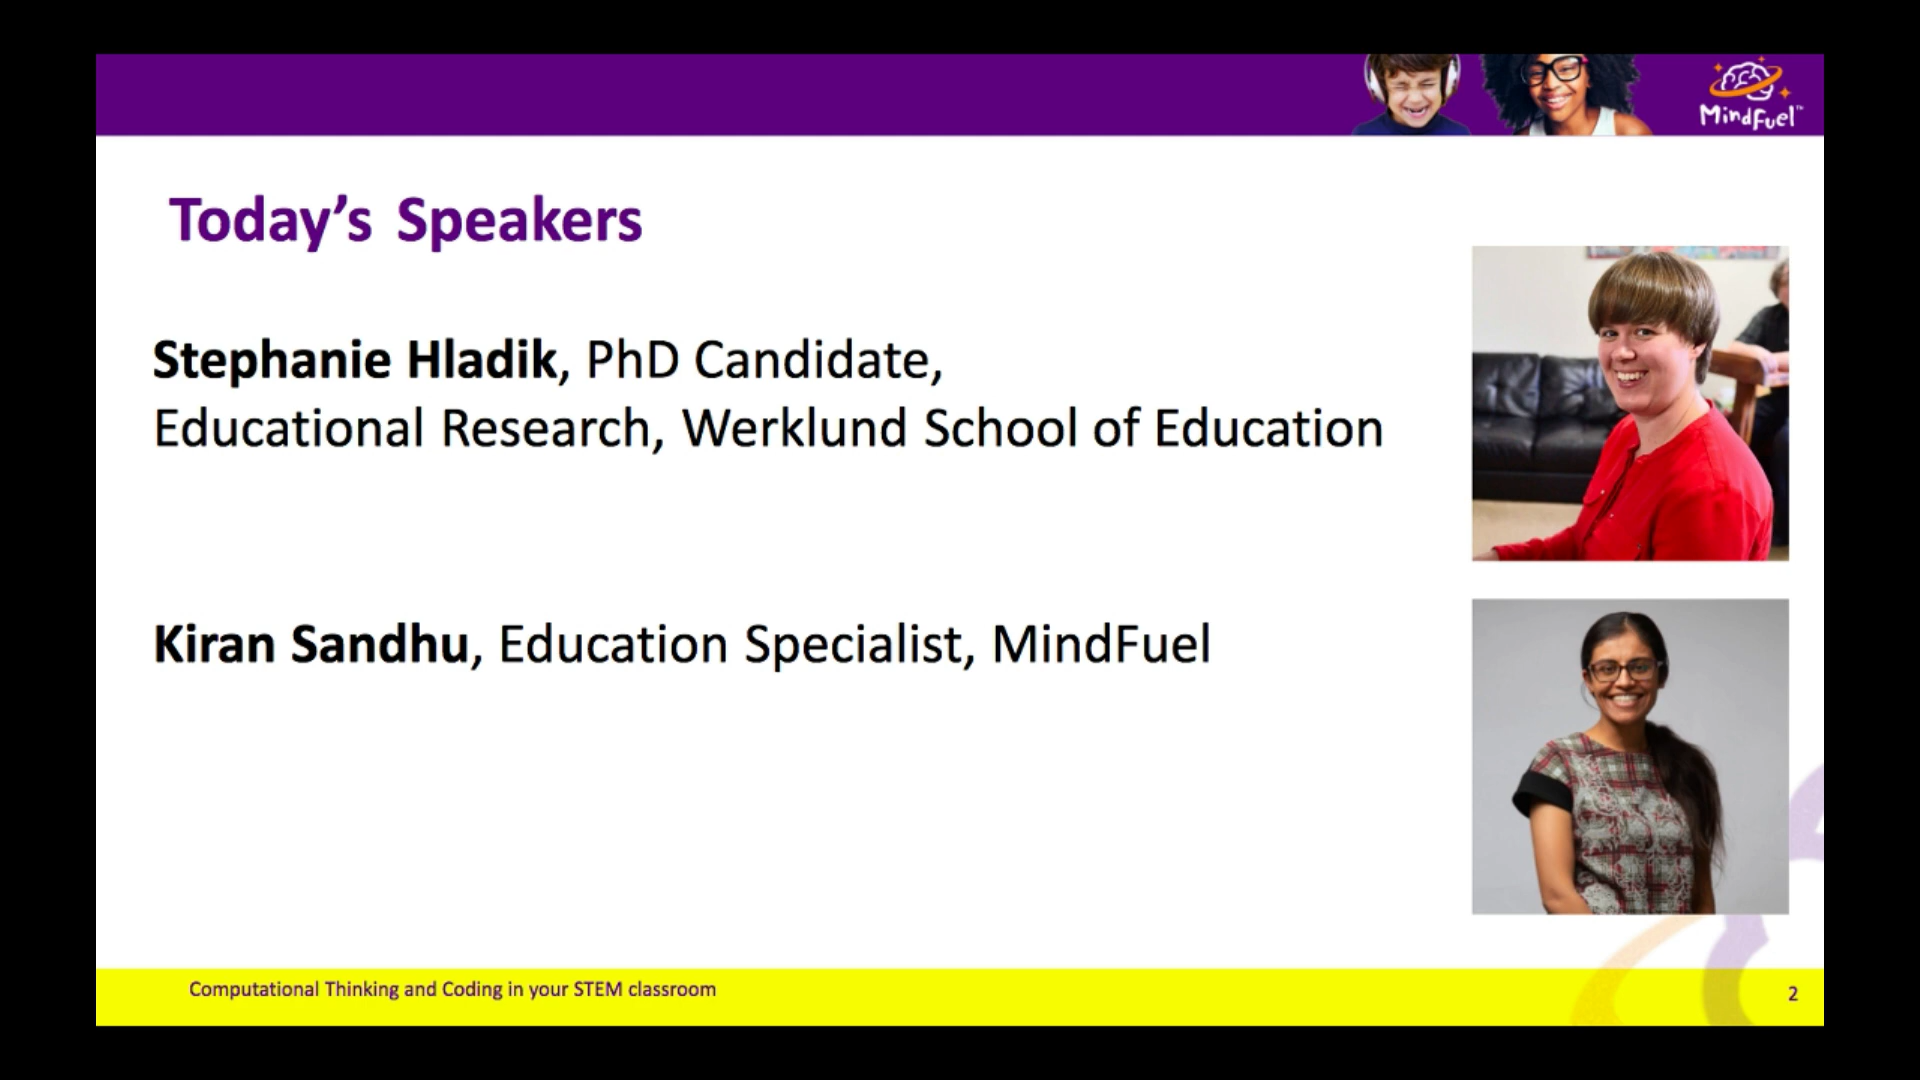 MindFuel™
Today's Speakers
Stephanie Hladik, PhD Candidate,
Educational Research, Werklund School of Education
Kiran Sandhu, Education Specialist, MindFuel
Computational Thinking and Coding in your STEM classroom
2